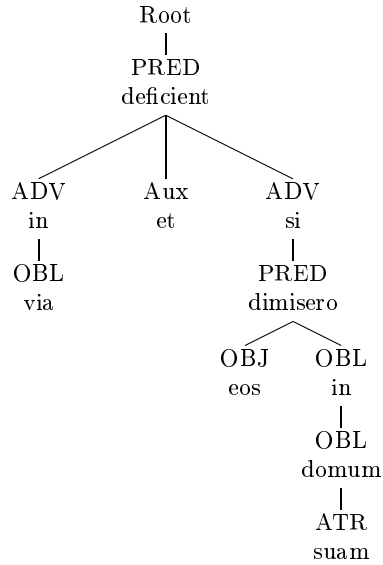 Root
PRED
deficient
ADV Aux ADV
in et si
OBL PRED
via dimisero
OBJ OBL
eos in
OBL
domum
ATR
suam